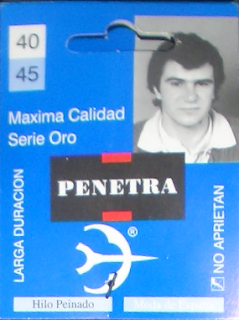 40
45
Maxima Calidad
Serie Oro
PENETRA
LARGA DURACION
NO APRIETAN
®
Hilo Peinado